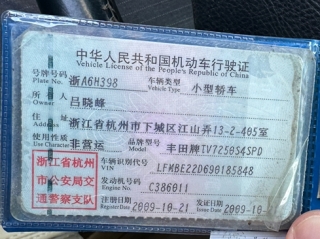 中华人民共和国机动车行驶证
Vehicle License of the People's Republic of China
号牌号码 浙A6H398 车辆类型 小型轿车
Plate No. Vehicle Type
所有人 吕晓峰
Owner
住址 浙江省杭州市下城区江山弄13-2-405室
Address
使用性质 非营运 品牌型号 丰田牌TV7250S4SPD
Use Character Model
浙江省杭州市公安局交通警察支队
车辆识别代号 LFMBE22D690185848
VIN
发动机号码 C386011
Engine No.
注册日期 2009-10-21 发证日期 2009-10-
Register Date Issue Date